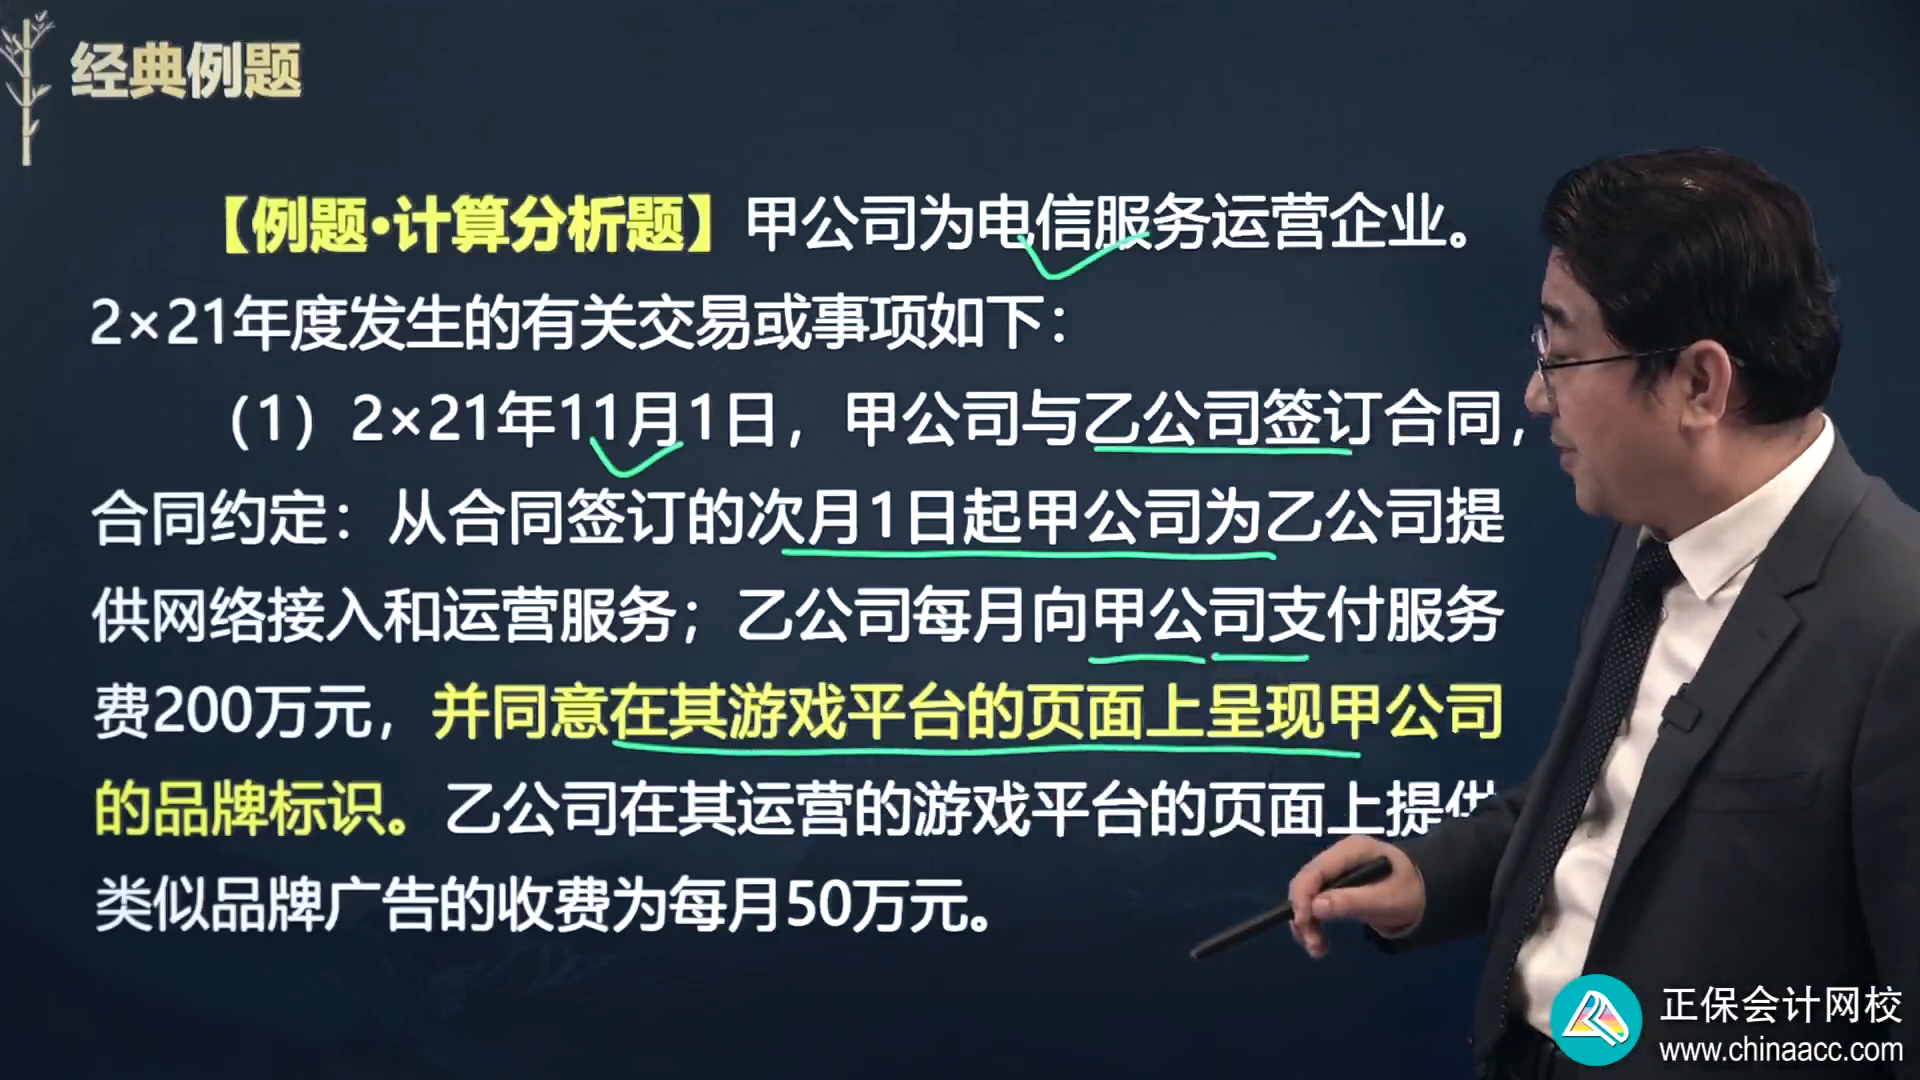 经典例题
【例题·计算分析题】甲公司为电信服务运营企业。
2×21年度发生的有关交易或事项如下：
（1）2×21年11月1日，甲公司与乙公司签订合同，
合同约定：从合同签订的次月1日起甲公司为乙公司提
供网络接入和运营服务；乙公司每月向甲公司支付服务
费200万元，并同意在其游戏平台的页面上呈现甲公司
的品牌标识。乙公司在其运营的游戏平台的页面上提供
类似品牌广告的收费为每月50万元。
正保会计网校
www.chinaacc.com